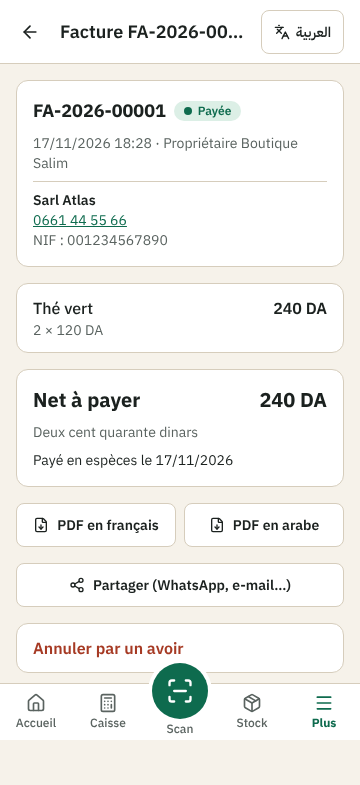 Facture FA-2026-00...
العربية
FA-2026-00001
Payée
17/11/2026 18:28 · Propriétaire Boutique
Salim
Sarl Atlas
0661 44 55 66
NIF : 001234567890
Thé vert
240 DA
2 × 120 DA
Net à payer
240 DA
Deux cent quarante dinars
Payé en espèces le 17/11/2026
PDF en français
PDF en arabe
Partager (WhatsApp, e-mail...)
Annuler par un avoir
Accueil
Caisse
Scan
Stock
Plus